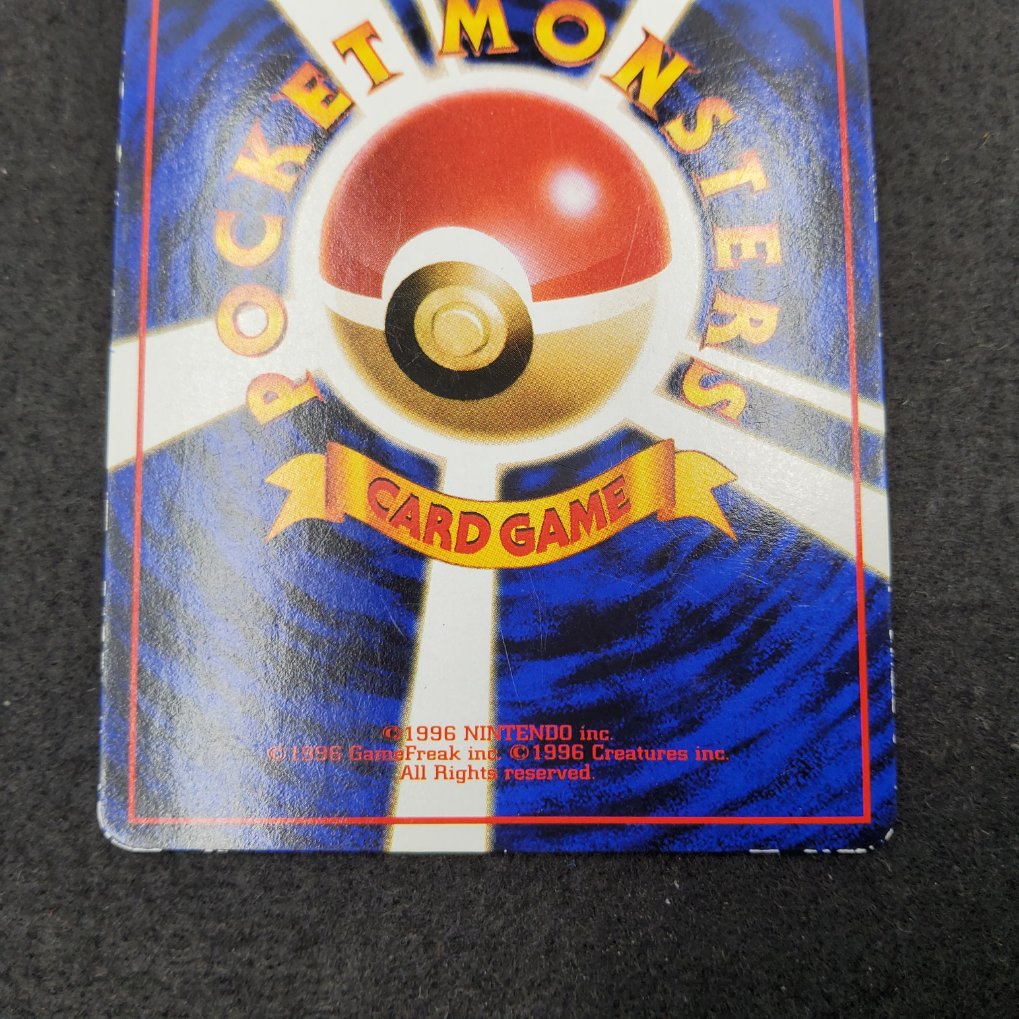 POCKET MONSTERS
CARD GAME
©1996 NINTENDO inc.
©1996 GameFreak inc. ©1996 Creatures inc.
All Rights reserved.